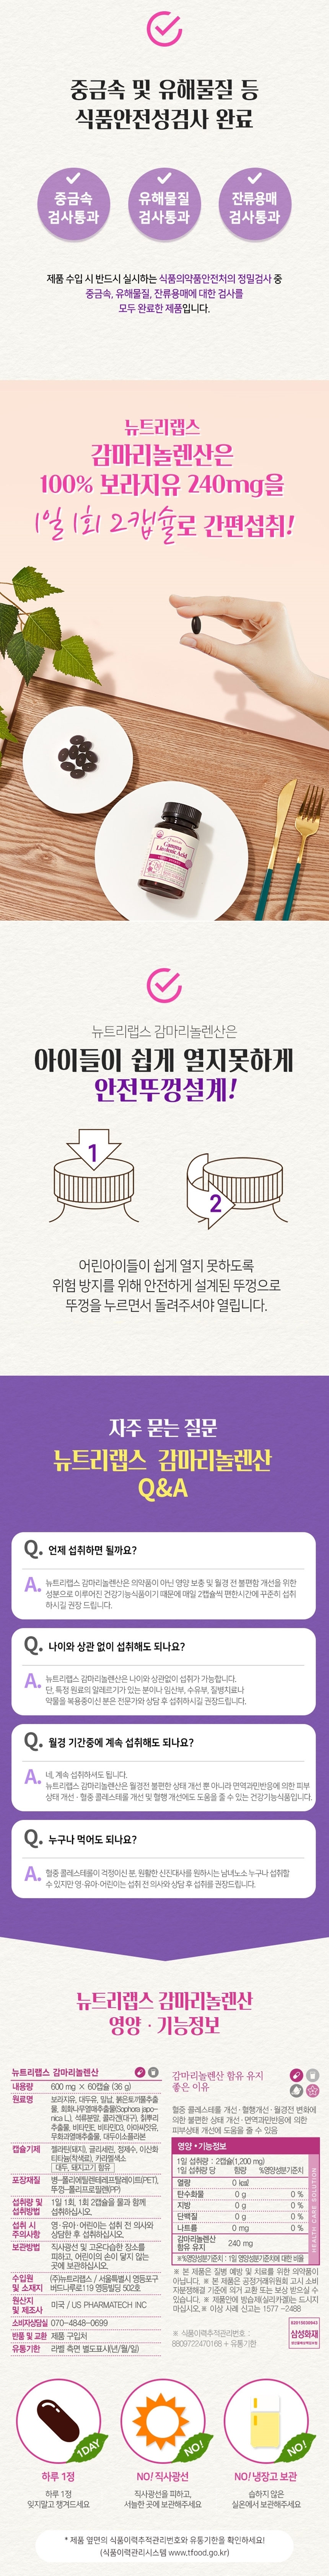 중금속 및 유해물질 등
식품안전성검사 완료
중금속
검사통과
유해물질
검사통과
잔류용매
검사통과
제품 수입 시 반드시 실시하는 식품의약품안전처의 정밀검사 중
중금속, 유해물질, 잔류용매에 대한 검사를
모두 완료한 제품입니다.
뉴트리랩스
감마리놀렌산은
100% 보라지유 240mg을
1일 1회 2캡슐로 간편섭취!
Gamma
Linolenic Acid
뉴트리랩스 감마리놀렌산은
아이들이 쉽게 열지못하게
안전뚜껑설계!
1
2
어린아이들이 쉽게 열지 못하도록
위험 방지를 위해 안전하게 설계된 뚜껑으로
뚜껑을 누르면서 돌려주셔야 열립니다.
자주 묻는 질문
뉴트리랩스 감마리놀렌산
Q&A
Q. 언제 섭취하면 될까요?
A. 뉴트리랩스 감마리놀렌산은 의약품이 아닌 영양 보충 및 월경 전 불편함 개선을 위한
성분으로 이루어진 건강기능식품이기 때문에 매일 2캡슐씩 편한시간에 꾸준히 섭취
하시길 권장 드립니다.
Q. 나이와 상관 없이 섭취해도 되나요?
A. 뉴트리랩스 감마리놀렌산은 나이와 상관없이 섭취가 가능합니다.
단, 특정 원료의 알레르기가 있는 분이나 임산부, 수유부, 질병치료나
약물을 복용중이신 분은 전문가와 상담 후 섭취하시길 권장드립니다.
Q. 월경 기간중에 계속 섭취해도 되나요?
A. 네, 계속 섭취하셔도 됩니다.
뉴트리랩스 감마리놀렌산은 월경전 불편한 상태 개선 뿐 아니라 면역과민반응에 의한 피부
상태 개선 · 혈중 콜레스테롤 개선 및 혈행 개선에도 도움을 줄 수 있는 건강기능식품입니다.
Q. 누구나 먹어도 되나요?
A. 혈중 콜레스테롤이 걱정이신 분, 원활한 신진대사를 원하시는 남녀노소 누구나 섭취할
수 있지만 영·유아·어린이는 섭취 전 의사와 상담 후 섭취를 권장드립니다.
뉴트리랩스 감마리놀렌산
영양 · 기능정보
뉴트리랩스 감마리놀렌산
내용량 600 mg X 60캡슐 (36 g)
원료명 보라지유, 대두유, 밀납, 붉은토끼풀추출
물, 회화나무열매추출물(Sophora japo-
nica L.), 석류분말, 콜라겐(대구), 칡뿌리
추출물, 비타민E, 비타민D3, 아마씨앗유,
무화과열매추출물, 대두이소플라본
캡슐기제 젤라틴(돼지), 글리세린, 정제수, 이산화
티타늄(착색료), 카라멜색소
대두, 돼지고기 함유
포장재질 병-폴리에틸렌테레프탈레이트(PET),
뚜껑-폴리프로필렌(PP)
섭취량 및
섭취방법
1일 1회, 1회 2캡슐을 물과 함께
섭취하십시오.
섭취 시
주의사항
영·유아·어린이는 섭취 전 의사와
상담한 후 섭취하십시오.
보관방법 직사광선 및 고온다습한 장소를
피하고, 어린이의 손이 닿지 않는
곳에 보관하십시오.
수입원
및 소재지
(주)뉴트리랩스 / 서울특별시 영등포구
버드나루로119 영등빌딩 502호
원산지
및 제조사
미국 / US PHARMATECH INC
소비자상담실 070-4848-0699
반품 및 교환 제품 구입처
유통기한 라벨 측면 별도표시(년/월/일)
감마리놀렌산 함유 유지
좋은 이유
혈중 콜레스테롤 개선·혈행개선·월경전 변화에
의한 불편한 상태 개선·면역과민반응에 의한
피부상태 개선에 도움을 줄 수 있음
영양 · 기능정보
1일 섭취량 : 2캡슐(1,200 mg)
1일 섭취량 당 함량 %영양성분기준치
열량 0 kcal
탄수화물 0 g 0 %
지방 0 g 0 %
단백질 0 g 0 %
나트륨 0 mg 0 %
감마리놀렌산
함유 유지
240 mg
※%영양성분기준치 : 1일 영양성분기준치에 대한 비율
HEALTH CARE SOLUTION
※ 본 제품은 질병 예방 및 치료를 위한 의약품이
아닙니다. ※ 본 제품은 공정거래위원회 고시 소비
자분쟁해결 기준에 의거 교환 또는 보상 받으실 수
있습니다. ※ 제품안에 방습제(실리카겔)는 드시지
마십시오.※ 이상 사례 신고는 1577-2488
※ 식품이력추적관리번호 :
8809722470168 + 유통기한
삼성화재
1DAY
하루 1정
하루 1정
잊지말고 챙겨드세요
NO!
NO! 직사광선
직사광선을 피하고,
서늘한 곳에 보관해주세요
NO!
NO! 냉장고 보관
습하지 않은
실온에서 보관해주세요
* 제품 옆면의 식품이력추적관리번호와 유통기한을 확인하세요!
(식품이력관리시스템 www.tfood.go.kr)